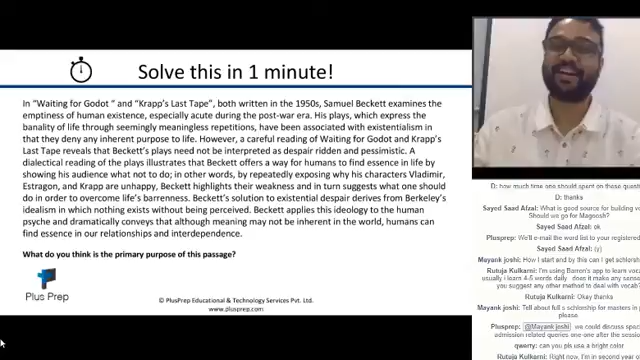 Solve this in 1 minute!
In "Waiting for Godot " and "Krapp's Last Tape", both written in the 1950s, Samuel Beckett examines the
emptiness of human existence, especially acute during the post-war era. His plays, which express the
banality of life through seemingly meaningless repetitions, have been associated with existentialism in
that they deny any inherent purpose to life. However, a careful reading of Waiting for Godot and Krapp's
Last Tape reveals that Beckett's plays need not be interpreted as despair ridden and pessimistic. A
dialectical reading of the plays illustrates that Beckett offers a way for humans to find essence in life by
showing his audience what not to do; in other words, by repeatedly exposing why his characters Vladimir,
Estragon, and Krapp are unhappy, Beckett highlights their weakness and in turn suggests what one should
do in order to overcome life's barrenness. Beckett's solution to existential despair derives from Berkeley's
idealism in which nothing exists without being perceived. Beckett applies this ideology to the human
psyche and dramatically conveys that although meaning may not be inherent in the world, humans can
find essence in our relationships and interdependence.
What do you think is the primary purpose of this passage?
Plus Prep
© PlusPrep Educational & Technology Services Pvt. Ltd.
www.plusprep.com
D: how much time one should spent on these quest
D: thanks
Sayed Saad Afzal: What is good source for building v
Should we go for Magoosh?
Sayed Saad Afzal: ok
Plusprep: We'll e-mail the word list to your registered
Sayed Saad Afzal: (y)
Mayank joshi: How I start and by this can I get schlorsh
Rutuja Kulkarni: I'm using Barron's app to learn vocab
daily . does it make any sense
you suggest any other method to deal with vocab?
Rutuja Kulkarni: Okay thanks
Mayank joshi: Tell about full s schlorship for masters in
please
Plusprep: @Mayank joshi we could discuss
admission related queries one-on-one after the session
qwerty: can you pls use a bright color
Rutuja Kulkarni: Right now, I'm second year